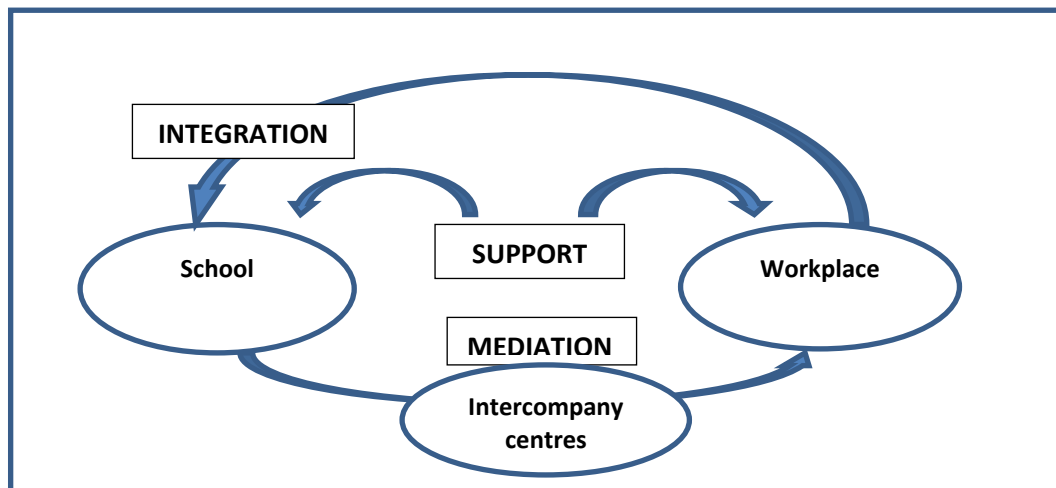 INTEGRATION
SUPPORT
School
Workplace
MEDIATION
Intercompany
centres